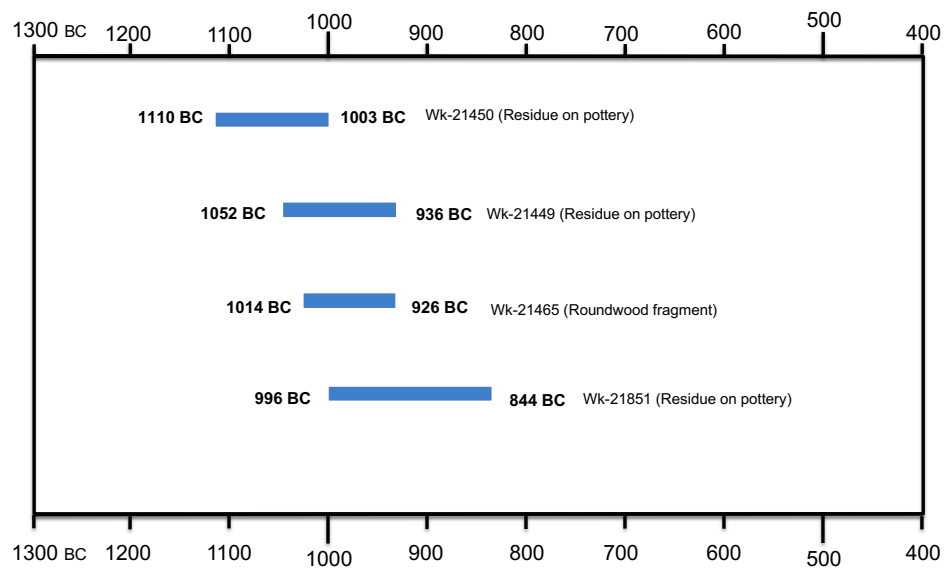 1300 BC 1200 1100 1000 900 800 700 600 500 400
1110 BC 1003 BC Wk-21450 (Residue on pottery)
1052 BC 936 BC Wk-21449 (Residue on pottery)
1014 BC 926 BC Wk-21465 (Roundwood fragment)
996 BC 844 BC Wk-21851 (Residue on pottery)
1300 BC 1200 1100 1000 900 800 700 600 500 400